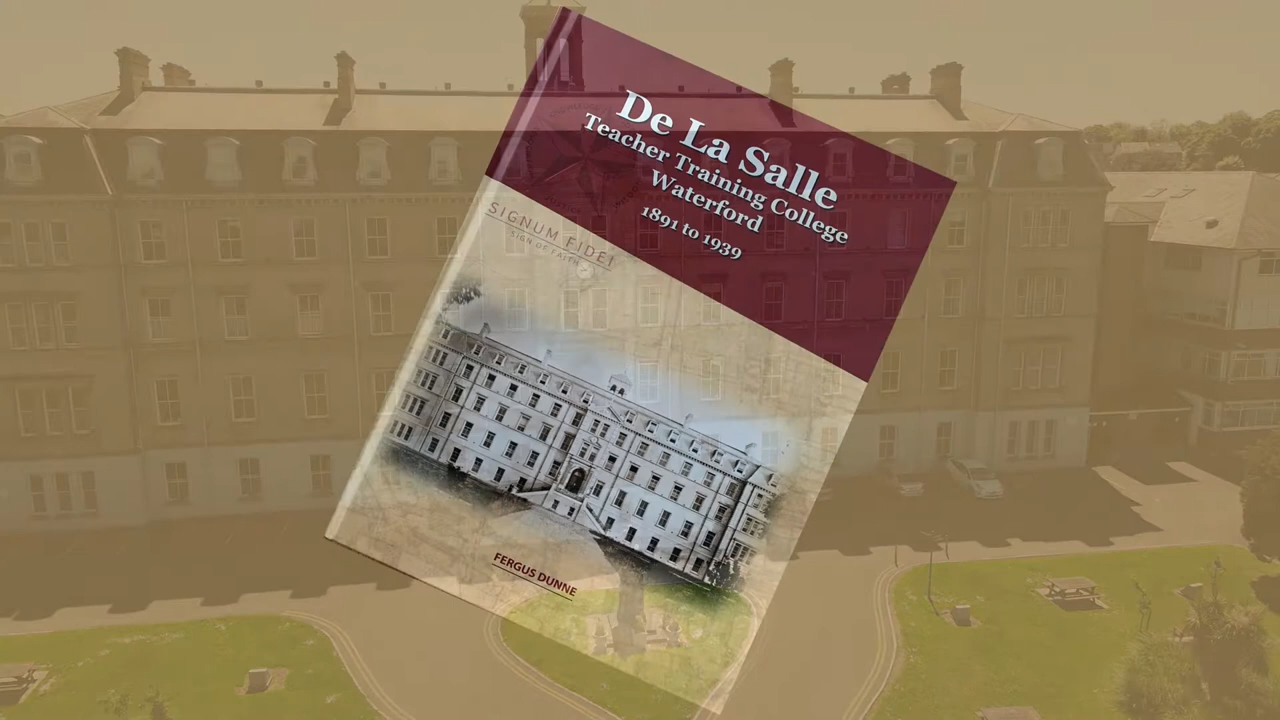 De La Salle
Teacher Training College
Waterford
1891 to 1939
SIGNUM FIDEI
SIGN OF FAITH
FERGUS DUNNE